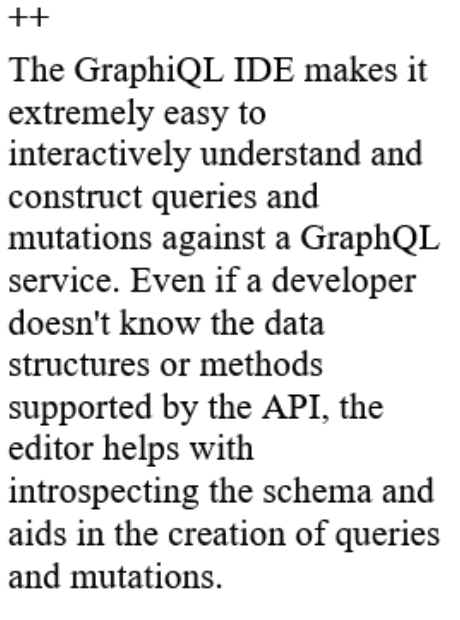 ++
The GraphiQL IDE makes it
extremely easy to
interactively understand and
construct queries and
mutations against a GraphQL
service. Even if a developer
doesn't know the data
structures or methods
supported by the API, the
editor helps with
introspecting the schema and
aids in the creation of queries
and mutations.